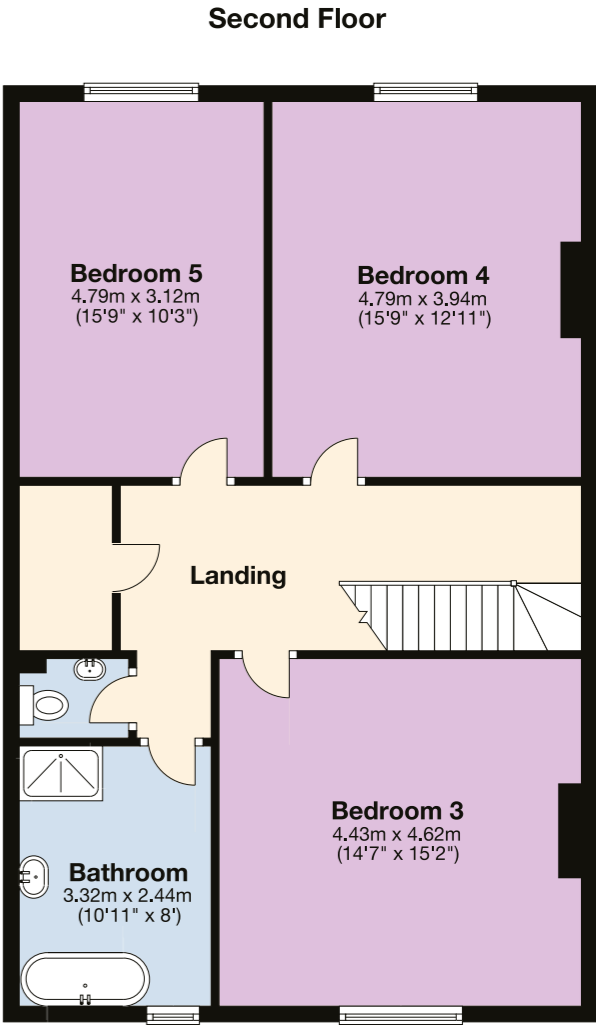 Second Floor
Bedroom 5
4.79m x 3.12m
(15'9" x 10'3")
Bedroom 4
4.79m x 3.94m
(15'9" x 12'11")
Landing
Bedroom 3
4.43m x 4.62m
(14'7" x 15'2")
Bathroom
3.32m x 2.44m
(10'11" x 8')